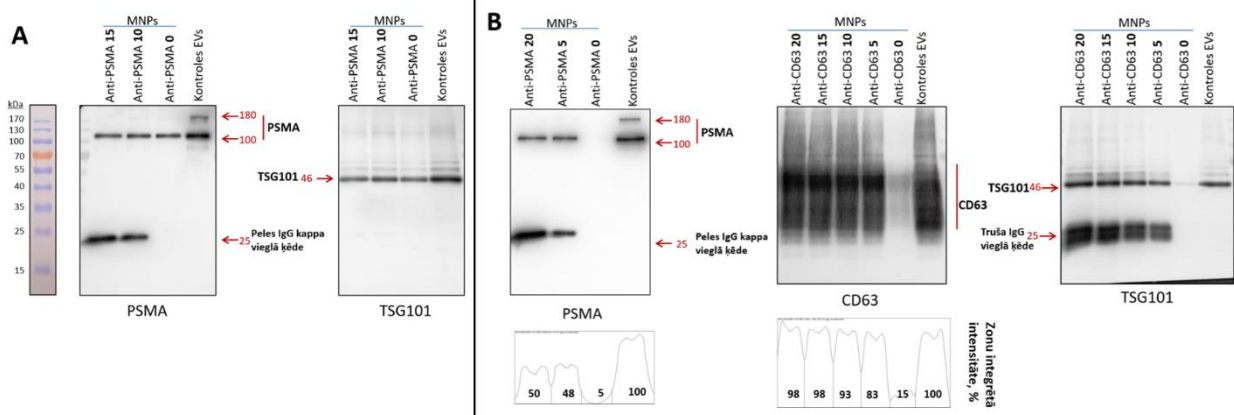 A
MNPs
Anti-PSMA 15
Anti-PSMA 10
Anti-PSMA 0
Kontroles EVs
kDa
170
130
100
70
55
40
35
25
15
180
PSMA
100
Peles IgG kappa
vieglā ķēde
25
PSMA
MNPs
Anti-PSMA 15
Anti-PSMA 10
Anti-PSMA 0
Kontroles EVs
TSG101 46
TSG101
B
MNPs
Anti-PSMA 20
Anti-PSMA 5
Anti-PSMA 0
Kontroles EVs
180
PSMA
100
25
Peles IgG kappa
vieglā ķēde
PSMA
50 48 5 100
MNPs
Anti-CD63 20
Anti-CD63 15
Anti-CD63 10
Anti-CD63 5
Anti-CD63 0
Kontroles EVs
CD63
CD63
98 98 93 83 15 100
Zonu integrētā
intensitāte, %
MNPs
Anti-CD63 20
Anti-CD63 15
Anti-CD63 10
Anti-CD63 5
Anti-CD63 0
Kontroles EVs
TSG101 46
Truša IgG
vieglā ķēde
25
TSG101